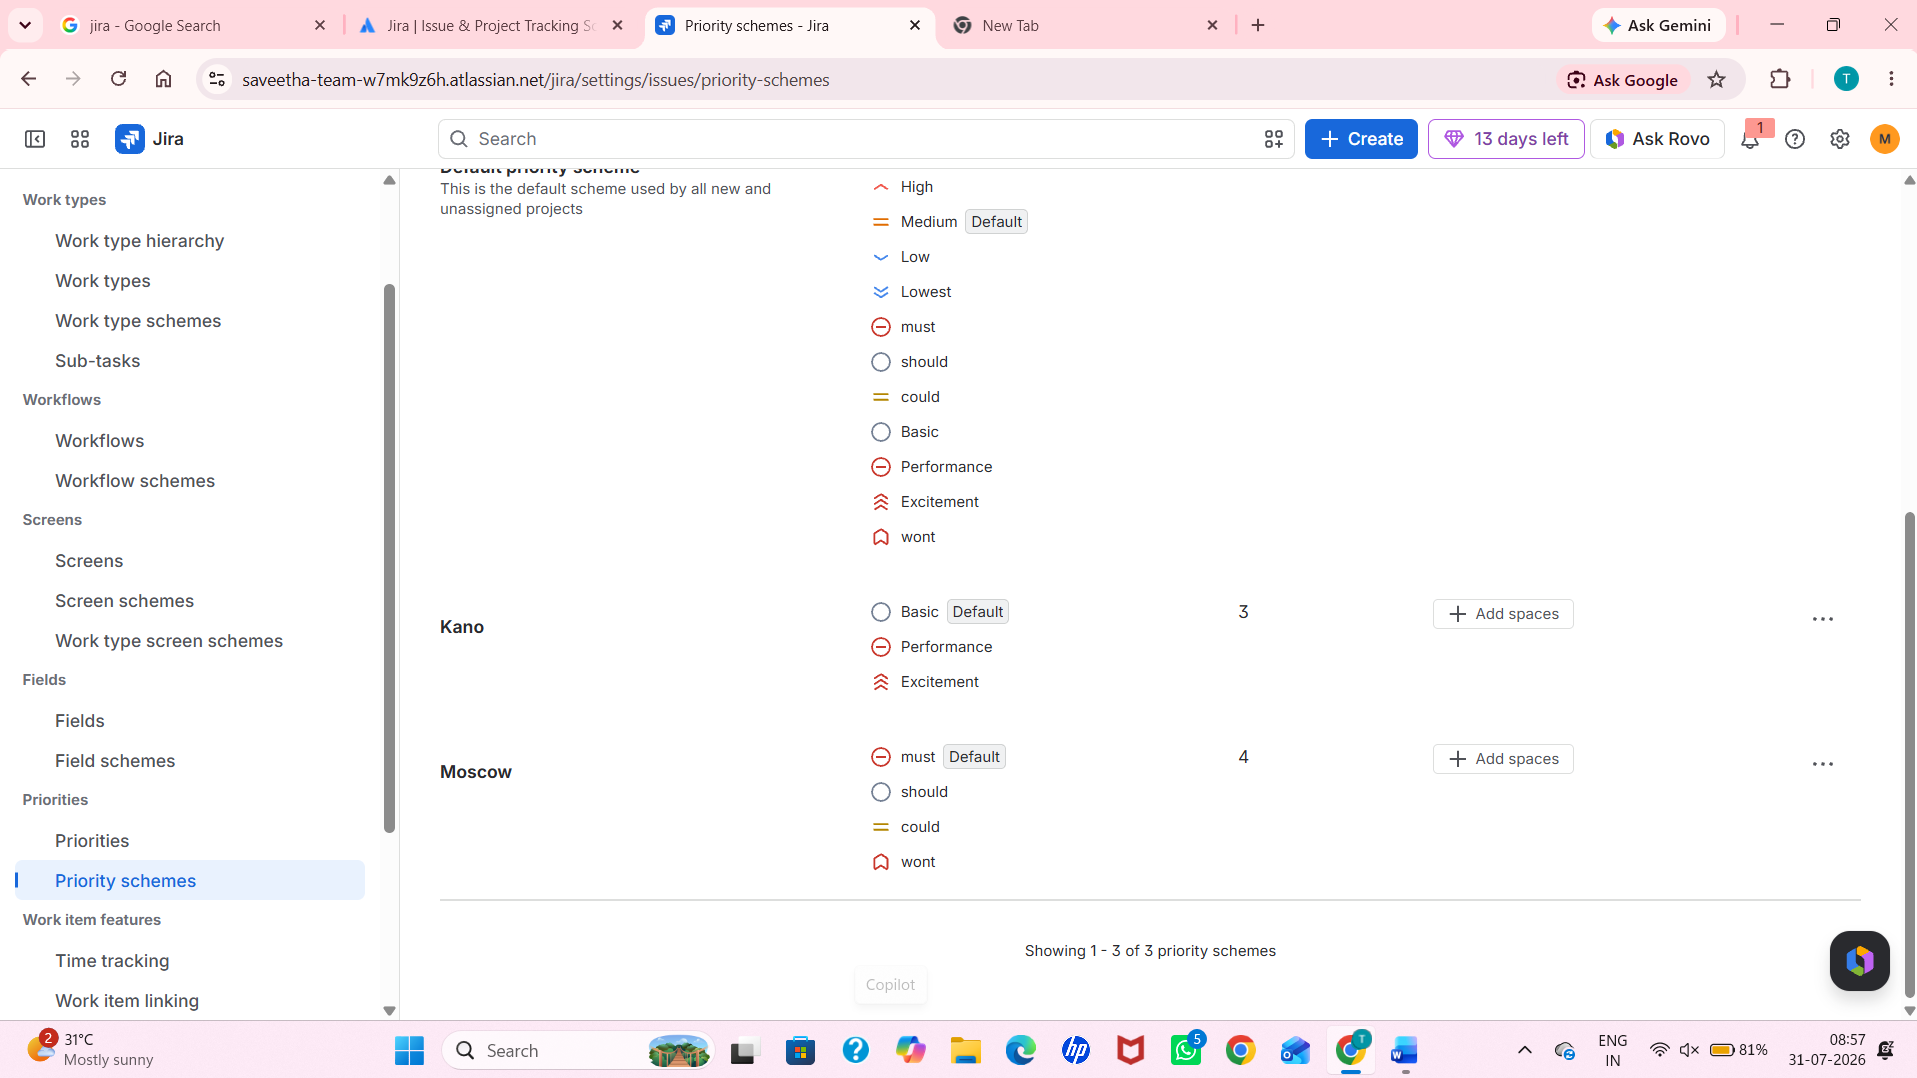 jira - Google Search
Jira | Issue & Project Tracking So
Priority schemes - Jira
New Tab
Ask Gemini
saveetha-team-w7mk9z6h.atlassian.net/jira/settings/issues/priority-schemes
Ask Google
T
Jira
Search
Create
13 days left
Ask Rovo
1
M
Work types
Work type hierarchy
Work types
Work type schemes
Sub-tasks
Workflows
Workflows
Workflow schemes
Screens
Screens
Screen schemes
Work type screen schemes
Fields
Fields
Field schemes
Priorities
Priorities
Priority schemes
Work item features
Time tracking
Work item linking
Default priority scheme
This is the default scheme used by all new and
unassigned projects
High
Medium Default
Low
Lowest
must
should
could
Basic
Performance
Excitement
wont
Kano
Basic Default
Performance
Excitement
3
Add spaces
Moscow
must Default
should
could
wont
4
Add spaces
Showing 1 - 3 of 3 priority schemes
Copilot
2
31°C
Mostly sunny
Search
5
T
ENG
IN
81%
08:57
31-07-2026